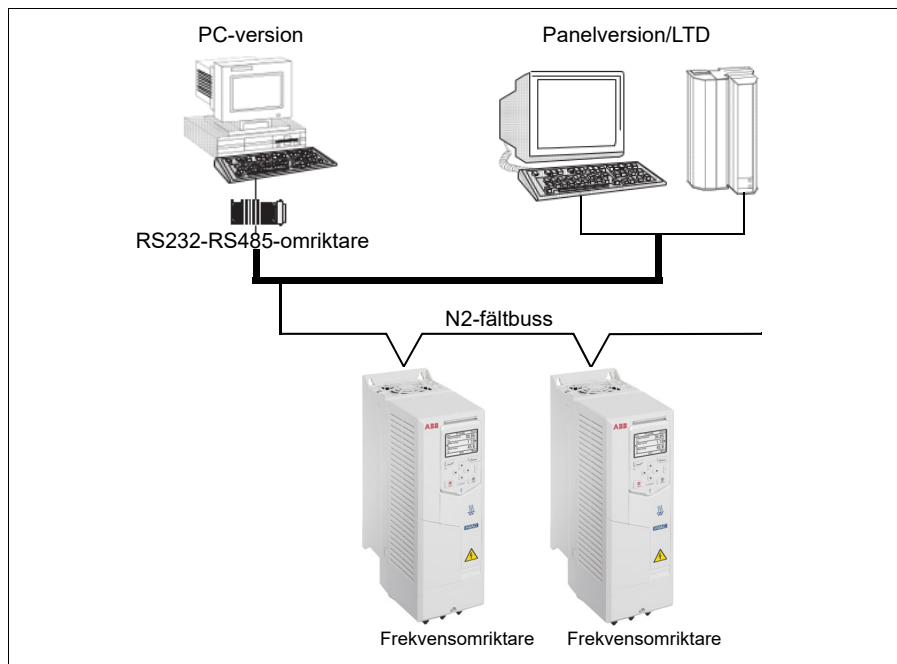 PC-version
Panelversion/LTD
RS232-RS485-omriktare
N2-fältbuss
ABB
ABB
Frekvensomriktare
Frekvensomriktare